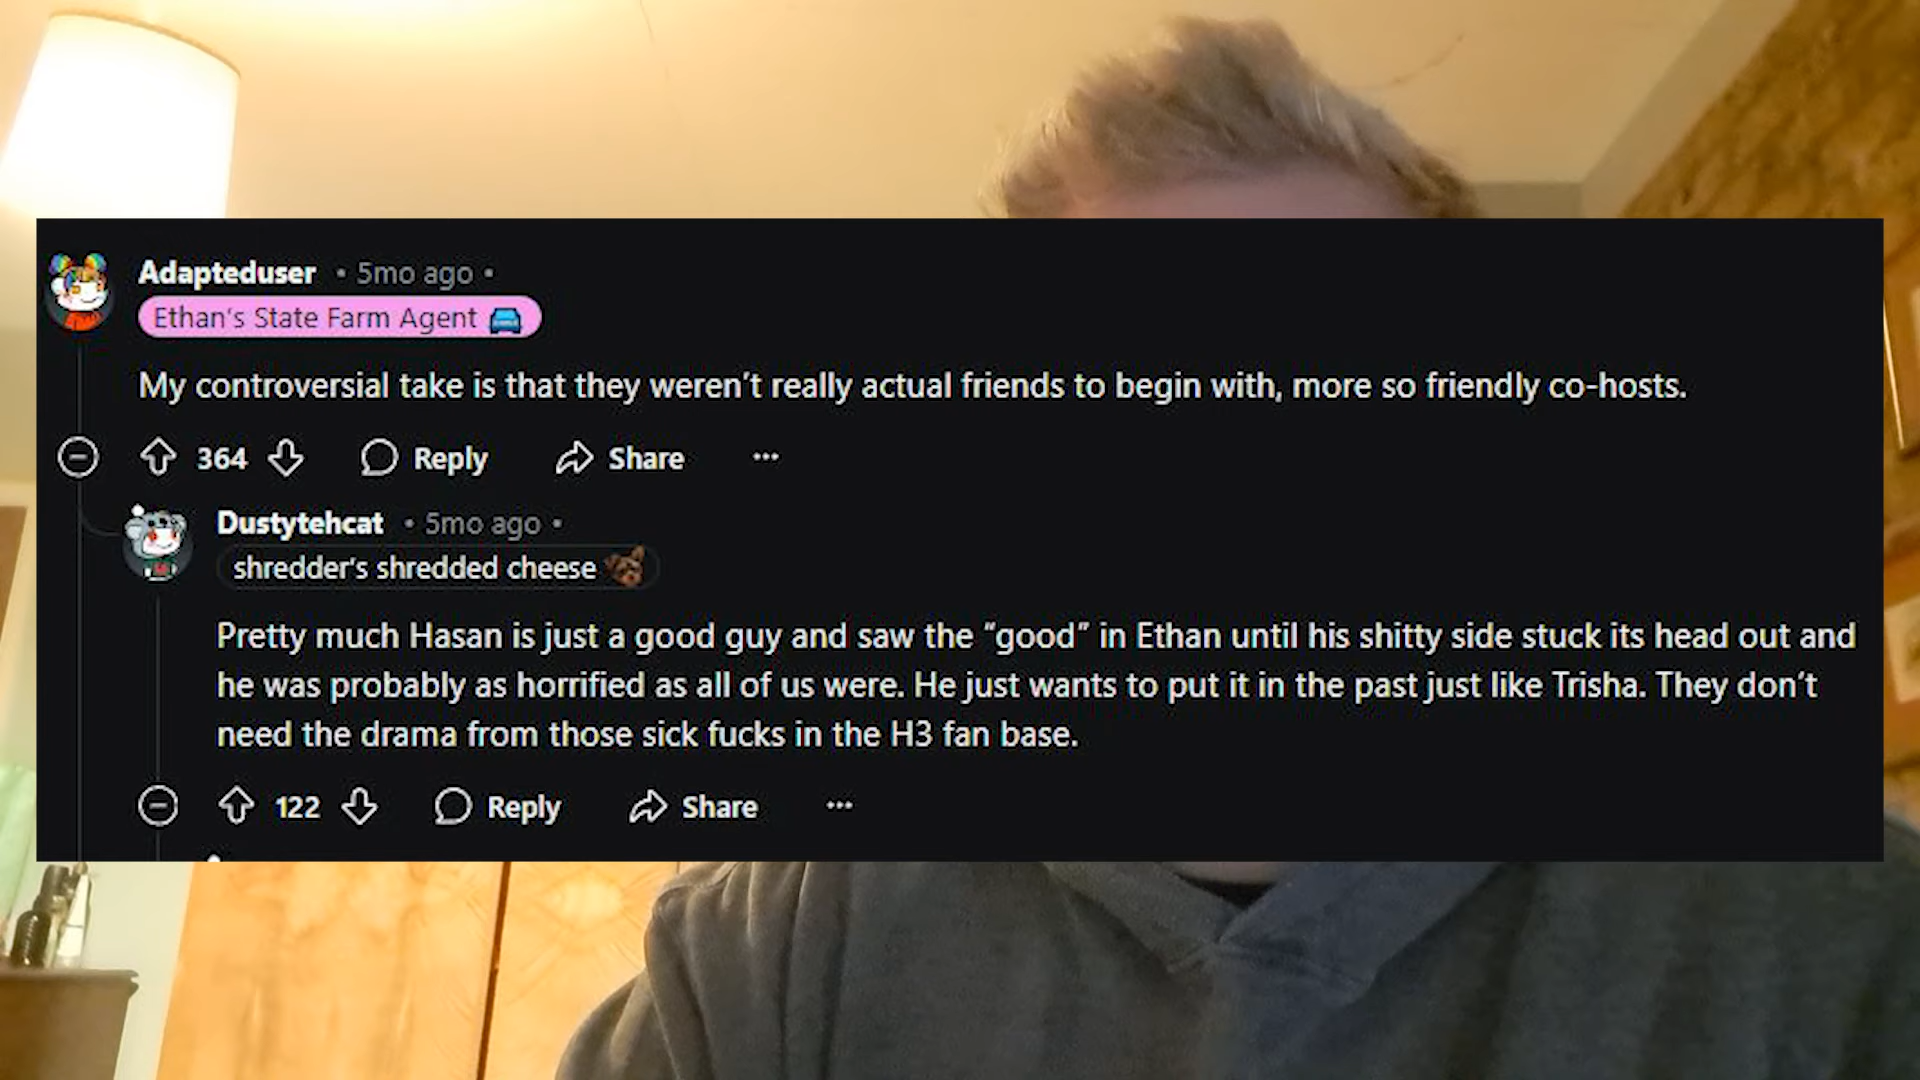 Adapteduser • 5mo ago •
Ethan's State Farm Agent
My controversial take is that they weren't really actual friends to begin with, more so friendly co-hosts.
364 Reply Share ...
Dustytehcat • 5mo ago •
shredder's shredded cheese
Pretty much Hasan is just a good guy and saw the “good” in Ethan until his shitty side stuck its head out and
he was probably as horrified as all of us were. He just wants to put it in the past just like Trisha. They don't
need the drama from those sick fucks in the H3 fan base.
122 Reply Share ...